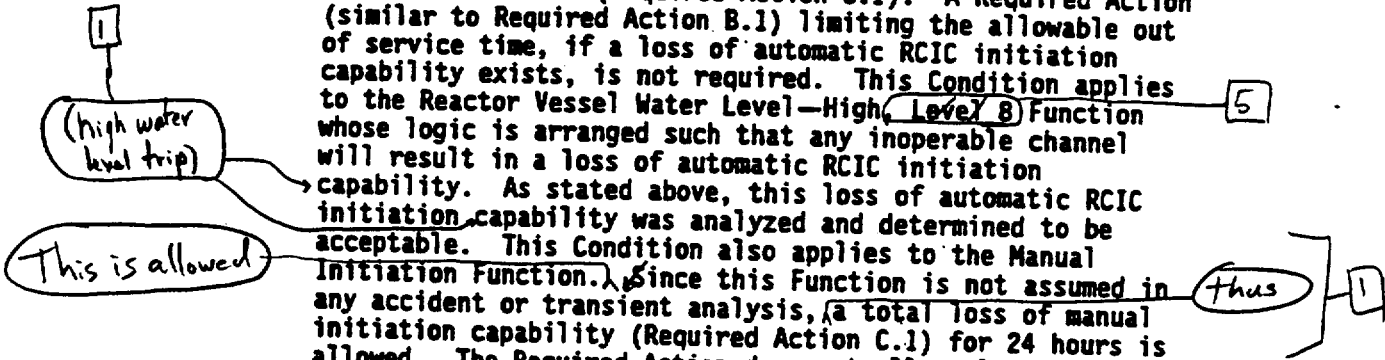 A Required Action
(similar to Required Action B.1) limiting the allowable out
of service time, if a loss of automatic RCIC initiation
capability exists, is not required. This Condition applies
to the Reactor Vessel Water Level—High, Level 8 Function
whose logic is arranged such that any inoperable channel
will result in a loss of automatic RCIC initiation
capability. As stated above, this loss of automatic RCIC
initiation capability was analyzed and determined to be
acceptable. This Condition also applies to the Manual
Initiation Function. Since this Function is not assumed in
any accident or transient analysis, a total loss of manual
initiation capability (Required Action C.1) for 24 hours is
allowed. The Required Action
1
(high water
level trip)
This is allowed
5
thus
1